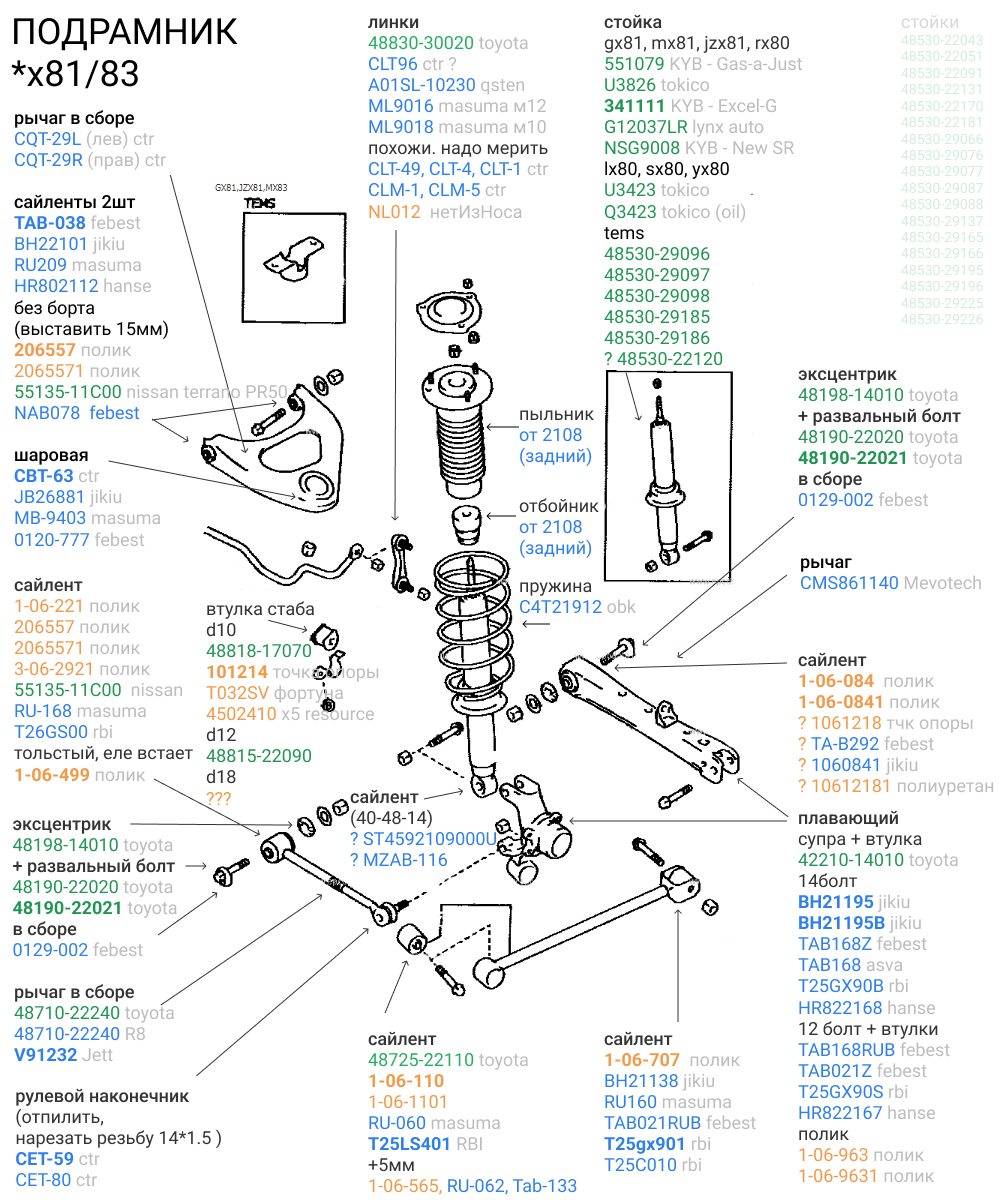 ПОДРАМНИК
*x81/83
рычаг в сборе
CQT-29L (лев) ctr
CQT-29R (прав) ctr
сайленты 2шт
TAB-038 febest
BH22101 jikiu
RU209 masuma
HR802112 hanse
без борта
(выставить 15мм)
206557 полик
2065571 полик
55135-11C00 nissan terrano PR50
NAB078 febest
шаровая
CBT-63 ctr
JB26881 jikiu
MB-9403 masuma
0120-777 febest
сайлент
1-06-221 полик
206557 полик
2065571 полик
3-06-2921 полик
55135-11C00 nissan
RU-168 masuma
T26GS00 rbi
толстый, еле встает
1-06-499 полик
эксцентрик
48198-14010 toyota
+ развальный болт
48190-22020 toyota
48190-22021 toyota
в сборе
0129-002 febest
рычаг в сборе
48710-22240 toyota
48710-22240 R8
V91232 Jett
рулевой наконечник
(отпилить,
нарезать резьбу 14*1.5 )
CET-59 ctr
CET-80 ctr
GX81,JZX81,MX83
TEMS
втулка стаба
d10
48818-17070
101214 точка опоры
T032SV фортуна
4502410 x5 resource
d12
48815-22090
d18
???
линки
48830-30020 toyota
CLT96 ctr ?
A01SL-10230 qsten
ML9016 masuma м12
ML9018 masuma м10
похожи. надо мерить
CLT-49, CLT-4, CLT-1 ctr
CLM-1, CLM-5 ctr
NL012 нетИзНоса
пыльник
от 2108
(задний)
отбойник
от 2108
(задний)
пружина
C4T21912 obk
сайлент
(40-48-14)
? ST4592109000U
? MZAB-116
сайлент
48725-22110 toyota
1-06-110
1-06-1101
RU-060 masuma
T25LS401 RBI
+5мм
1-06-565, RU-062, Tab-133
стойка
gx81, mx81, jzx81, rx80
551079 KYB - Gas-a-Just
U3826 tokico
341111 KYB - Excel-G
G12037LR lynx auto
NSG9008 KYB - New SR
lx80, sx80, yx80
U3423 tokico
Q3423 tokico (oil)
tems
48530-29096
48530-29097
48530-29098
48530-29185
48530-29186
? 48530-22120
сайлент
1-06-707 полик
BH21138 jikiu
RU160 masuma
TAB021RUB febest
T25gx901 rbi
T25C010 rbi
стойки
48530-22043
48530-22051
48530-22091
48530-22131
48530-22170
48530-22181
48530-29066
48530-29076
48530-29077
48530-29087
48530-29088
48530-29137
48530-29165
48530-29166
48530-29195
48530-29196
48530-29225
48530-29226
эксцентрик
48198-14010 toyota
+ развальный болт
48190-22020 toyota
48190-22021 toyota
в сборе
0129-002 febest
рычаг
CMS861140 Mevotech
сайлент
1-06-084 полик
1-06-0841 полик
? 1061218 тчк опоры
? TA-B292 febest
? 1060841 jikiu
? 10612181 полиуретан
плавающий
супра + втулка
42210-14010 toyota
14болт
BH21195 jikiu
BH21195B jikiu
TAB168Z febest
TAB168 asva
T25GX90B rbi
HR822168 hanse
12 болт + втулки
TAB168RUB febest
TAB021Z febest
T25GX90S rbi
HR822167 hanse
полик
1-06-963 полик
1-06-9631 полик